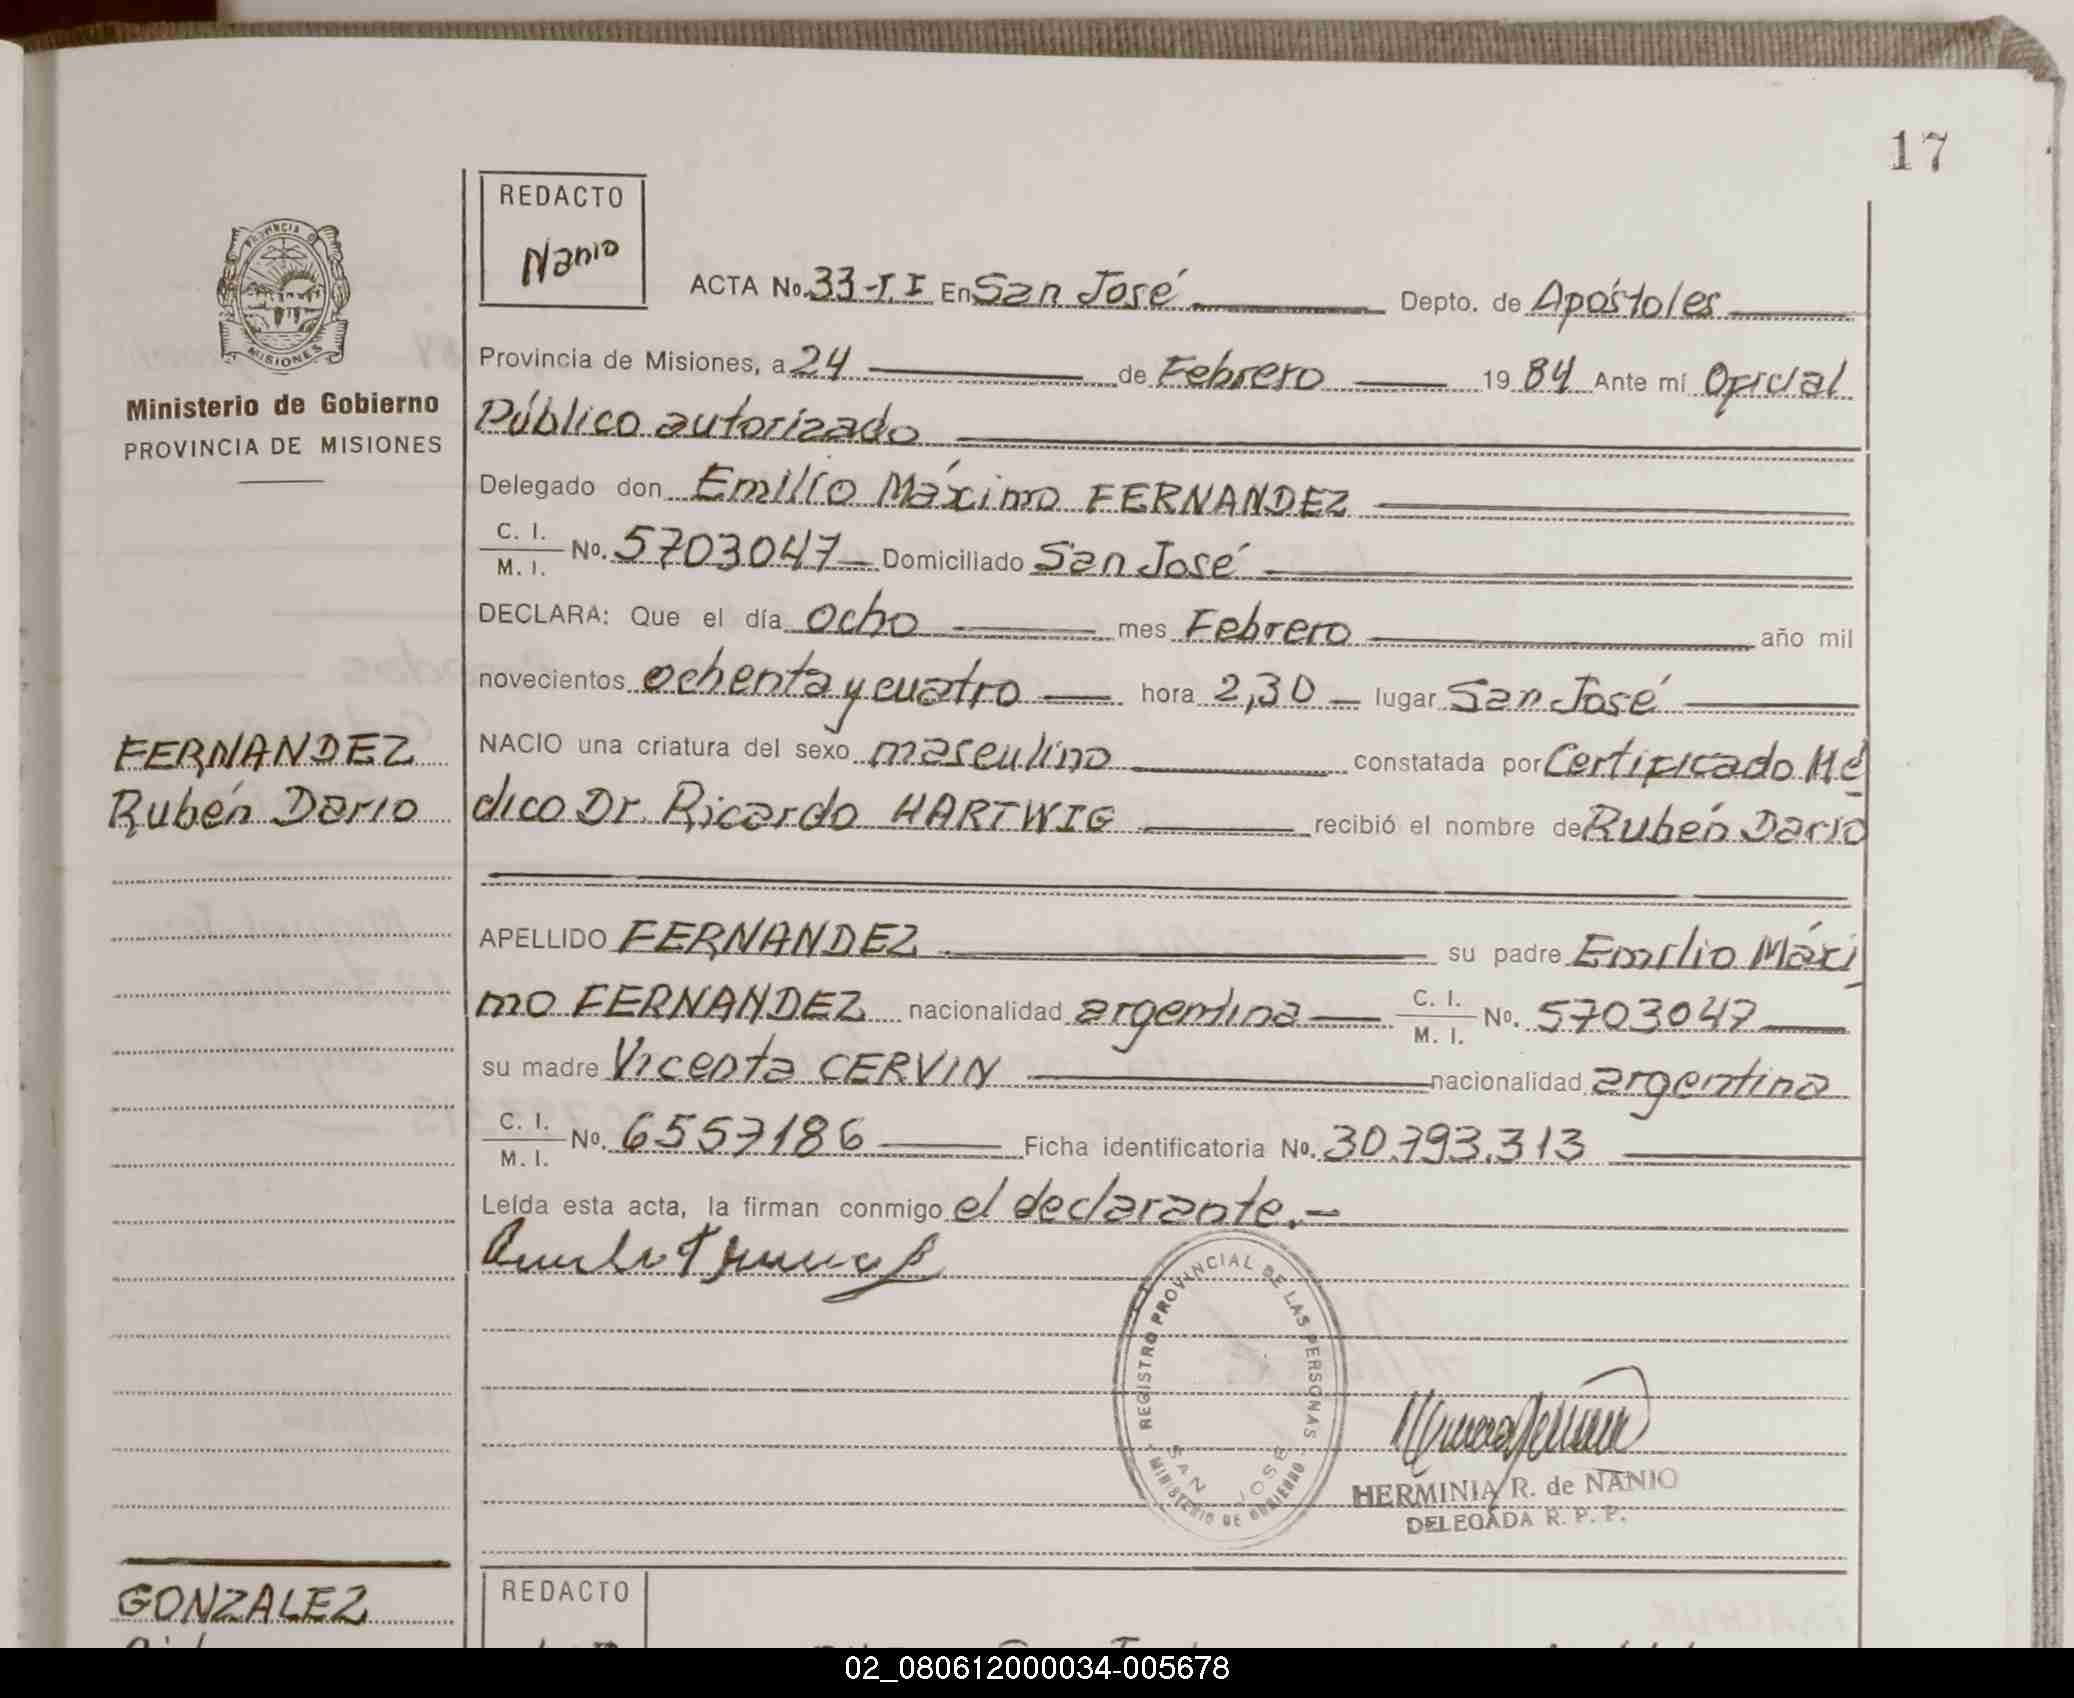 17
REDACTO
Nanio
ACTA No. 33-T.I En San José Depto. de Apóstoles
PROVINCIA DE
MISIONES
Provincia de Misiones, a 24 de Febrero 19 84 Ante mí Oficial
Ministerio de Gobierno
PROVINCIA DE MISIONES
Público autorizado
Delegado don Emilio Máximo FERNANDEZ
C. I.
M. I. No. 5703047 Domiciliado San José
DECLARA: Que el día ocho mes Febrero año mil
novecientos ochenta y cuatro hora 2,30 lugar San José
FERNANDEZ
Rubén Dario
NACIO una criatura del sexo masculino constatada por Certificado Mé
dico Dr. Ricardo HARTWIG recibió el nombre de Rubén Dario
APELLIDO FERNANDEZ su padre Emilio Máxi
mo FERNANDEZ nacionalidad argentina C. I. M. I. No. 5703047
su madre Vicenta CERVIN nacionalidad argentina
C. I.
M. I. No. 6557186 Ficha identificatoria No. 30.793.313
Leída esta acta, la firman conmigo el declarante.-
REGISTRO PROVINCIAL DE LAS PERSONAS
SAN JOSE
MINISTERIO DE GOBIERNO
HERMINIA R. de NANIO
DELEGADA R. P. P.
GONZALEZ
REDACTO
02_080612000034-005678